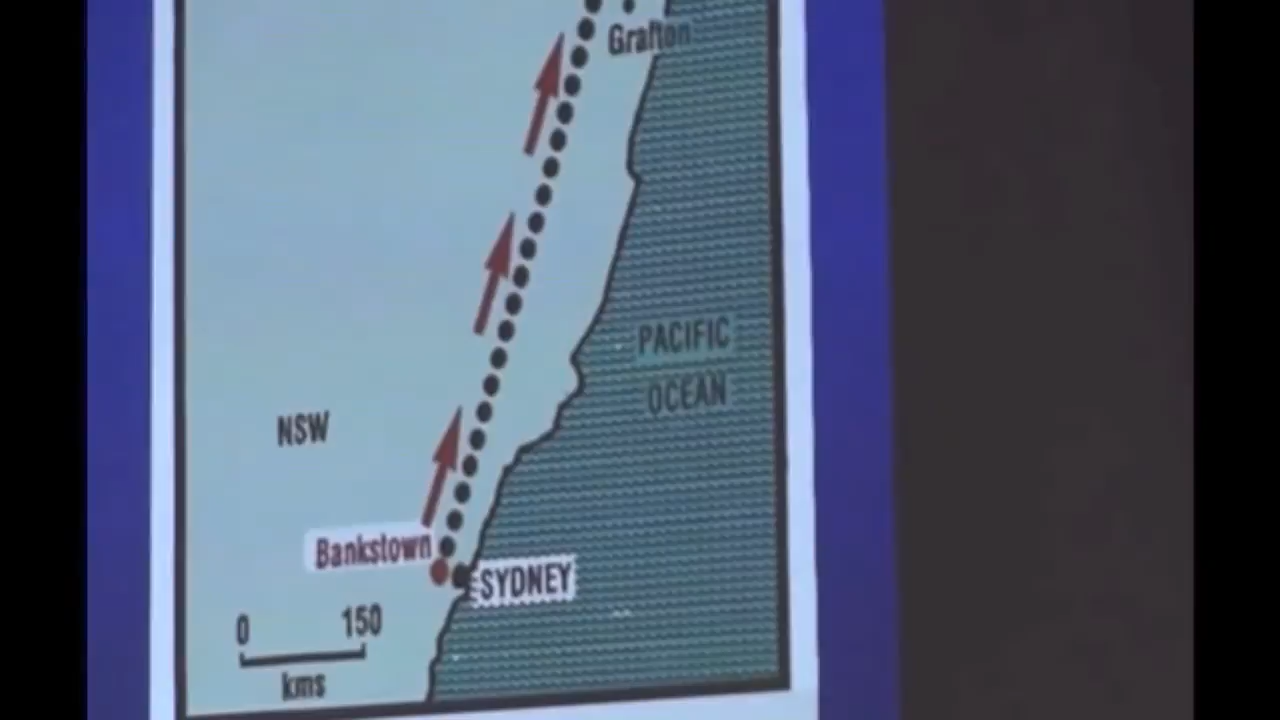 Grafton
PACIFIC
OCEAN
NSW
Bankstown
SYDNEY
0 150
kms